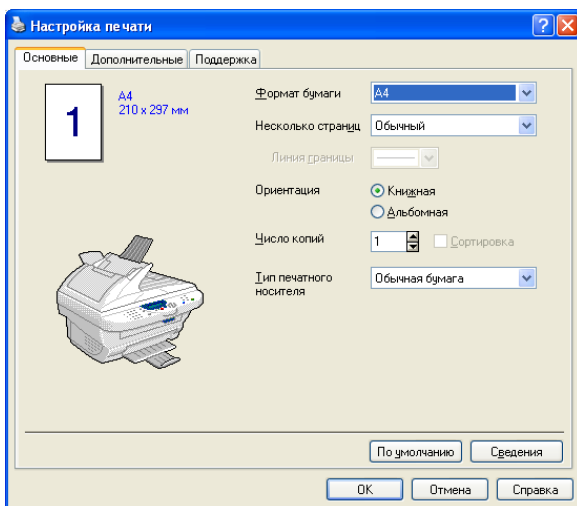 Настройка печати
Основные Дополнительные Поддержка
1
A4
210 x 297 мм
Формат бумаги A4
Несколько страниц Обычный
Линия границы
Ориентация Книжная
Альбомная
Число копий 1 Сортировка
Тип печатного носителя Обычная бумага
По умолчанию Сведения
OK Отмена Справка